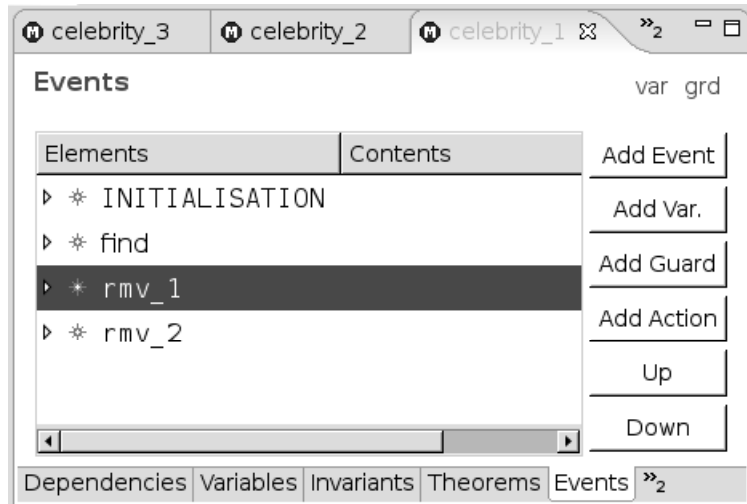 celebrity_3 celebrity_2 celebrity_1 »2
Events var grd
Elements Contents Add Event
INITIALISATION Add Var.
find Add Guard
rmv_1 Add Action
rmv_2 Up
Down
Dependencies Variables Invariants Theorems Events »2